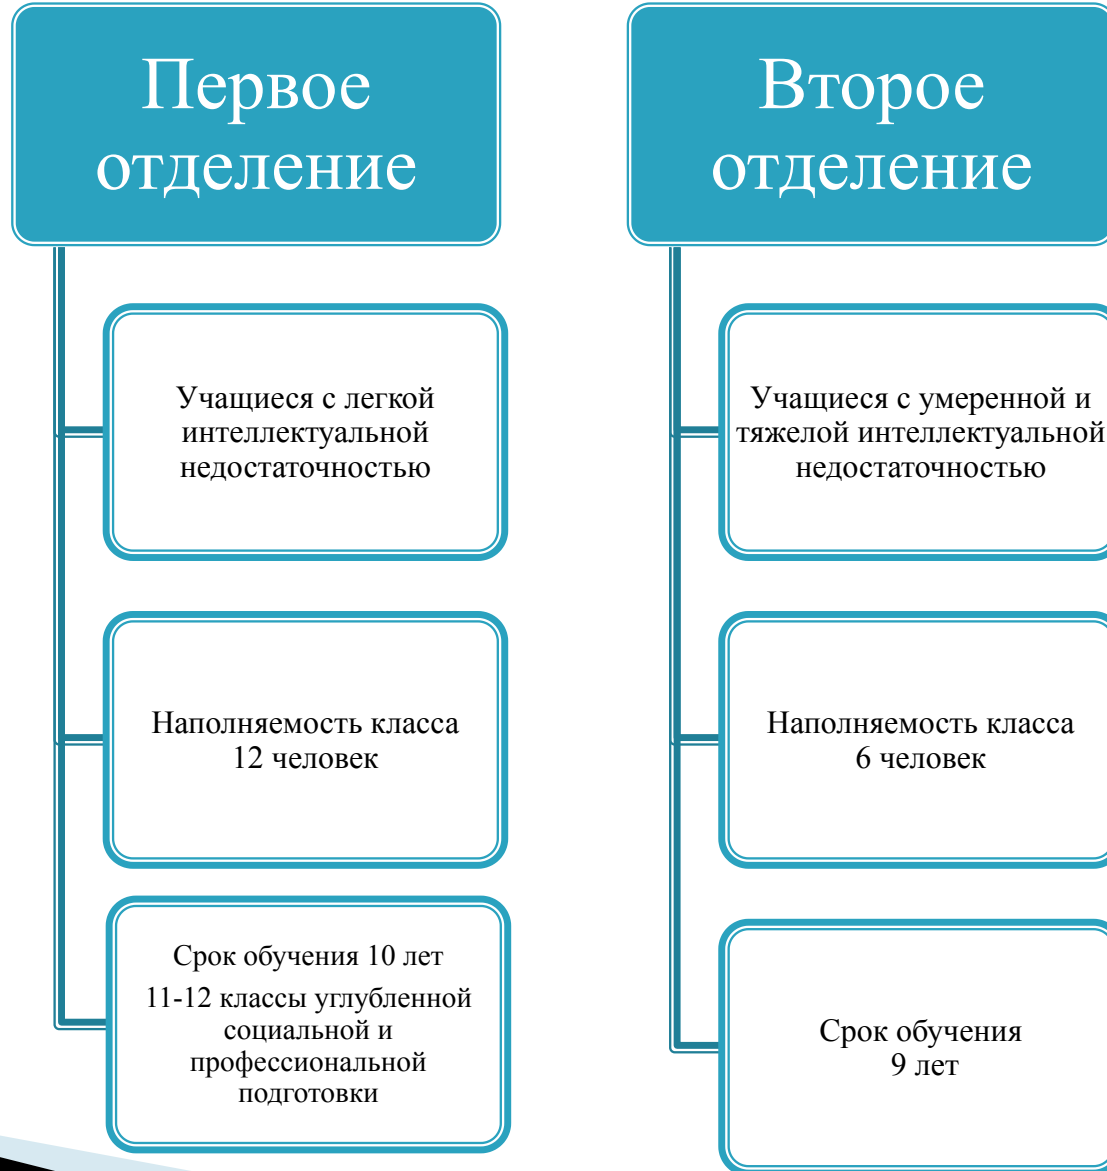 Первое
отделение
Учащиеся с легкой
интеллектуальной
недостаточностью
Наполняемость класса
12 человек
Срок обучения 10 лет
11-12 классы углубленной
социальной и
профессиональной
подготовки
Второе
отделение
Учащиеся с умеренной и
тяжелой интеллектуальной
недостаточностью
Наполняемость класса
6 человек
Срок обучения
9 лет